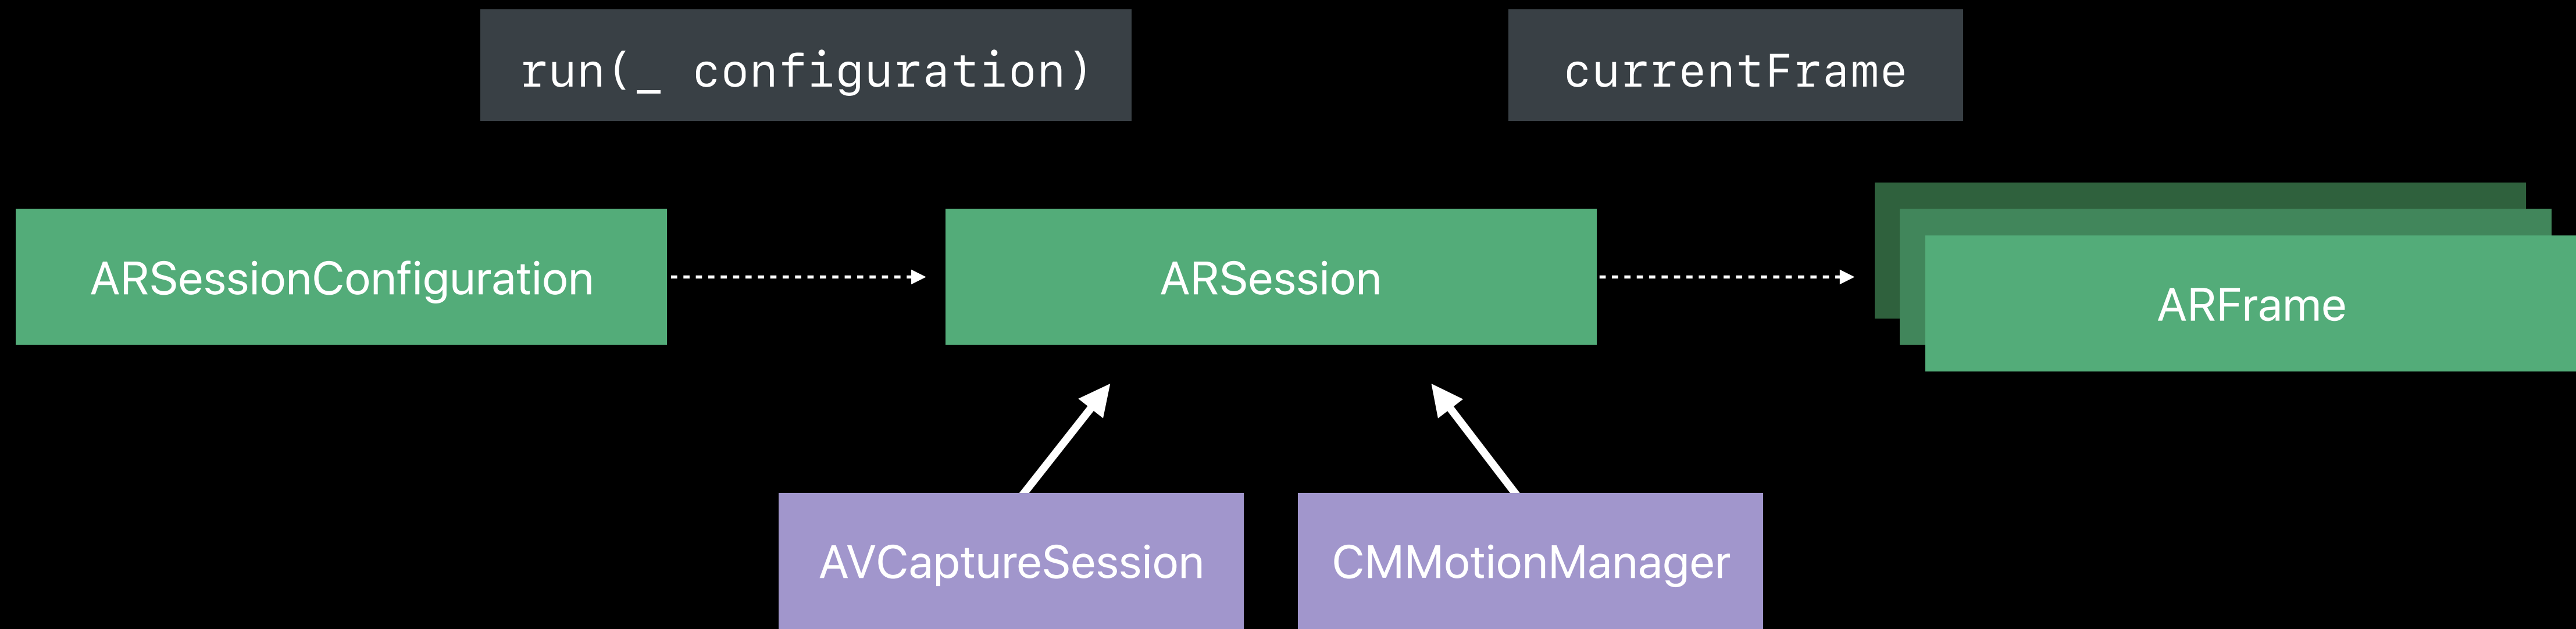 run(_ configuration)
currentFrame
ARSessionConfiguration
ARSession
ARFrame
AVCaptureSession
CMMotionManager